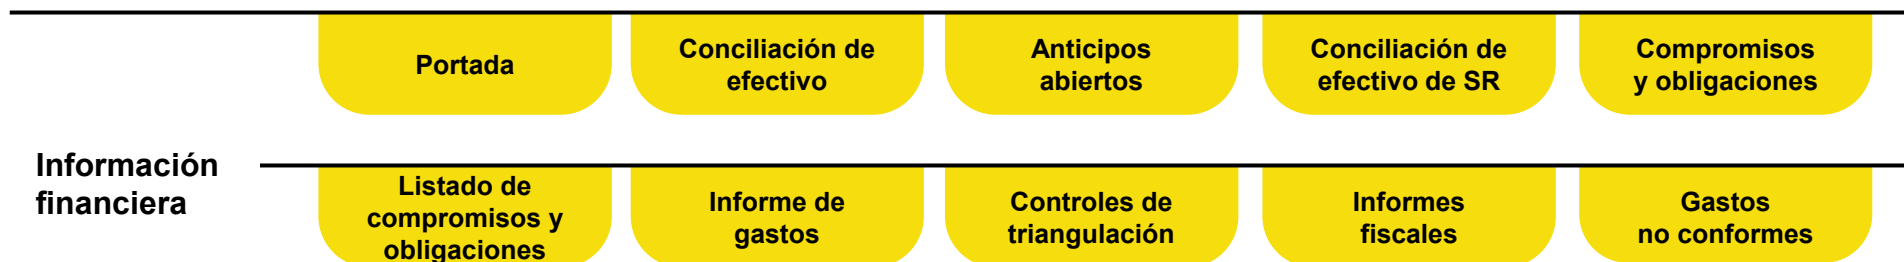 Portada
Conciliación de
efectivo
Anticipos
abiertos
Conciliación de
efectivo de SR
Compromisos
y obligaciones
Información
financiera
Listado de
compromisos y
obligaciones
Informe de
gastos
Controles de
triangulación
Informes
fiscales
Gastos
no conformes